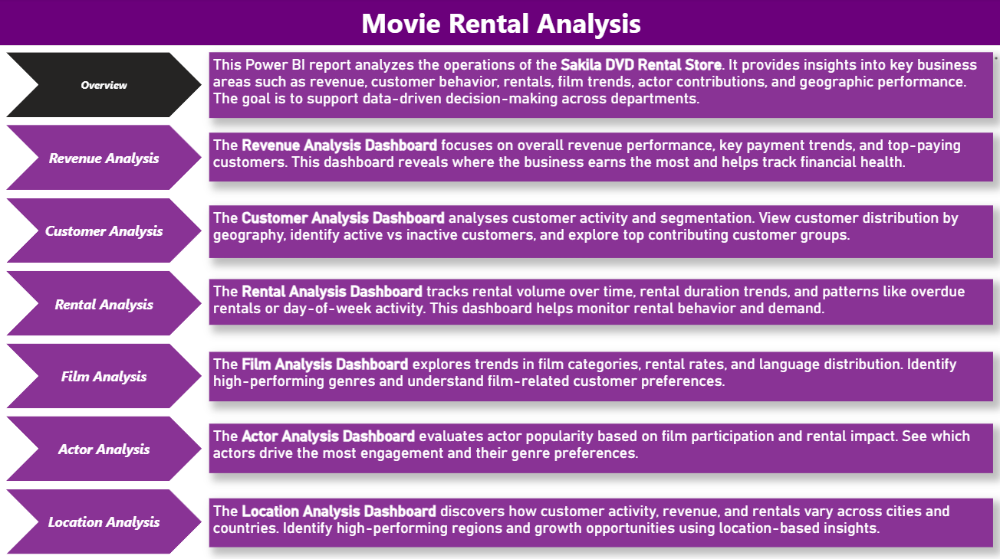 Movie Rental Analysis
Overview
This Power BI report analyzes the operations of the Sakila DVD Rental Store. It provides insights into key business
areas such as revenue, customer behavior, rentals, film trends, actor contributions, and geographic performance.
The goal is to support data-driven decision-making across departments.
Revenue Analysis
The Revenue Analysis Dashboard focuses on overall revenue performance, key payment trends, and top-paying
customers. This dashboard reveals where the business earns the most and helps track financial health.
Customer Analysis
The Customer Analysis Dashboard analyses customer activity and segmentation. View customer distribution by
geography, identify active vs inactive customers, and explore top contributing customer groups.
Rental Analysis
The Rental Analysis Dashboard tracks rental volume over time, rental duration trends, and patterns like overdue
rentals or day-of-week activity. This dashboard helps monitor rental behavior and demand.
Film Analysis
The Film Analysis Dashboard explores trends in film categories, rental rates, and language distribution. Identify
high-performing genres and understand film-related customer preferences.
Actor Analysis
The Actor Analysis Dashboard evaluates actor popularity based on film participation and rental impact. See which
actors drive the most engagement and their genre preferences.
Location Analysis
The Location Analysis Dashboard discovers how customer activity, revenue, and rentals vary across cities and
countries. Identify high-performing regions and growth opportunities using location-based insights.